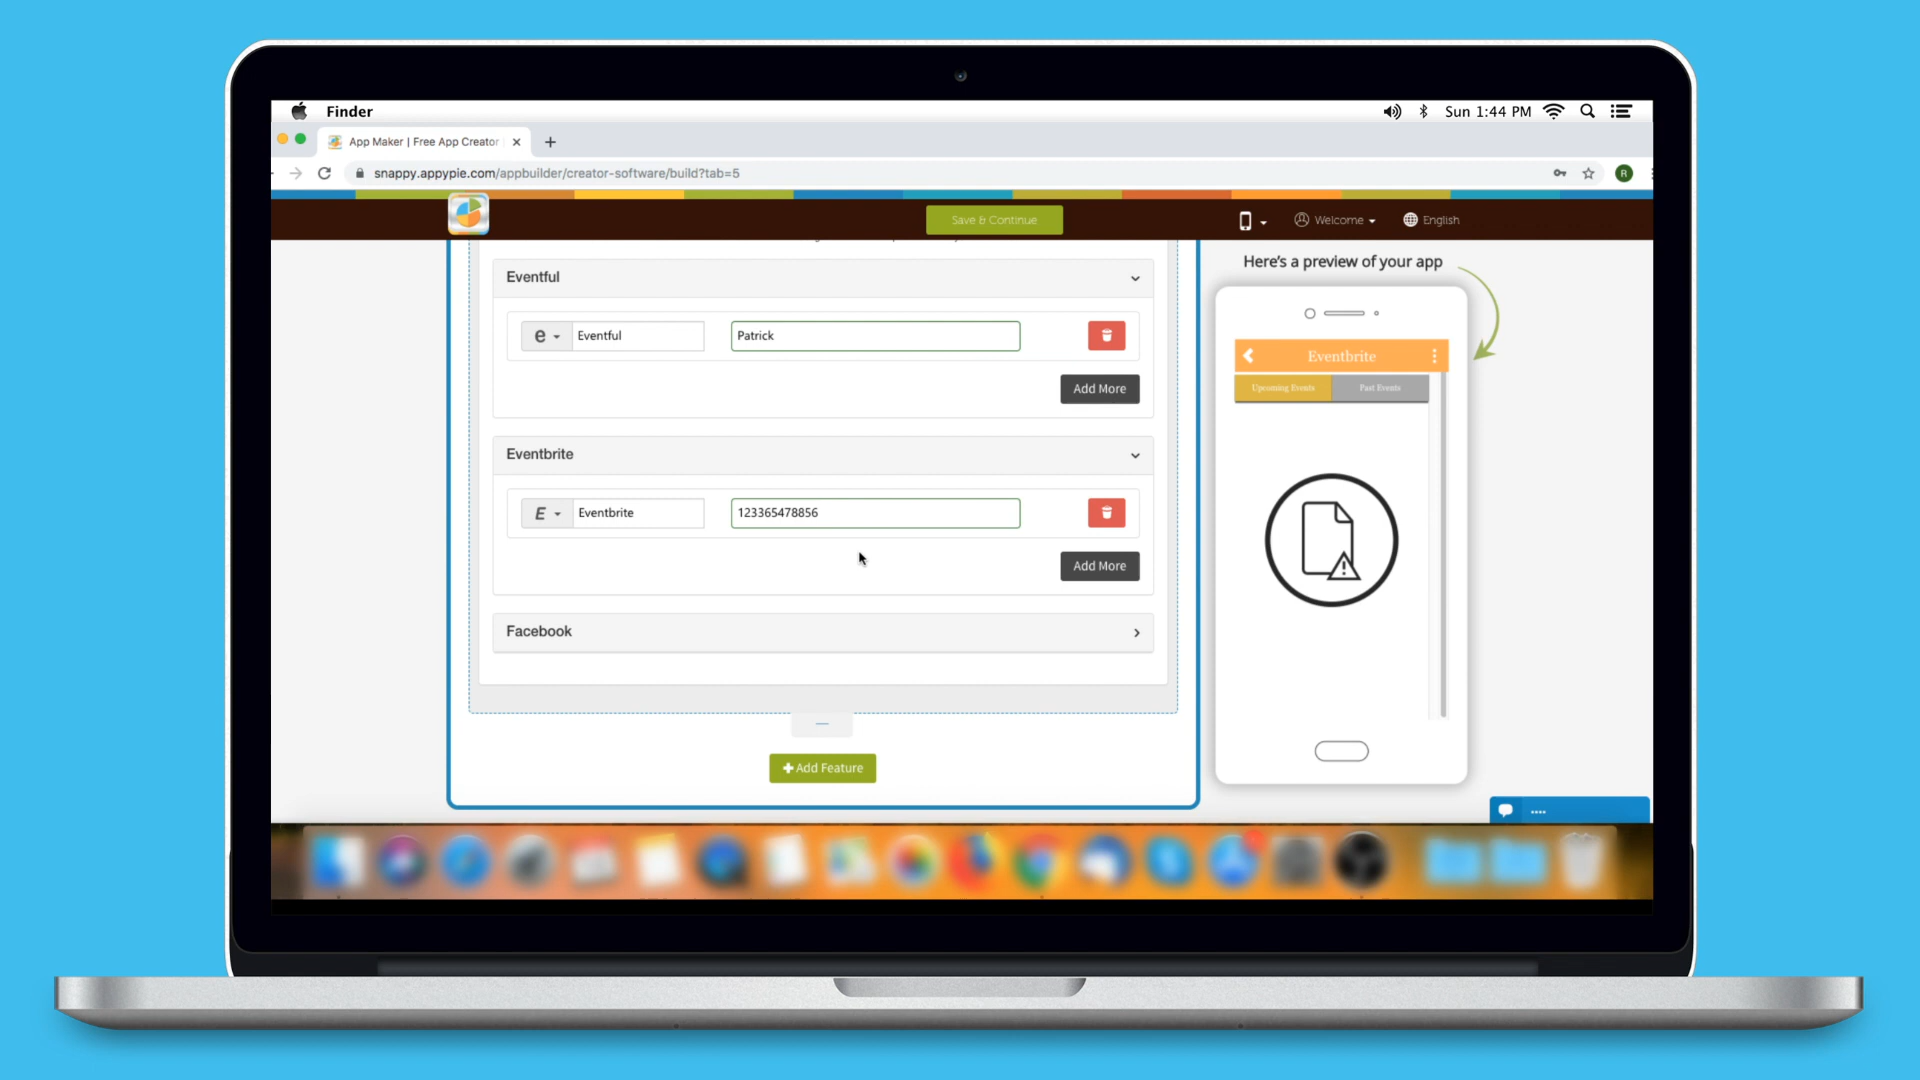 Finder
Sun 1:44 PM
App Maker | Free App Creator
snappy.appypie.com/appbuilder/creator-software/build?tab=5
R
Save & Continue
Welcome
English
Here's a preview of your app
Eventful
e
Eventful
Patrick
Add More
Eventbrite
E
Eventbrite
123365478856
Add More
Facebook
Add Feature
Eventbrite
Upcoming Events
Past Events